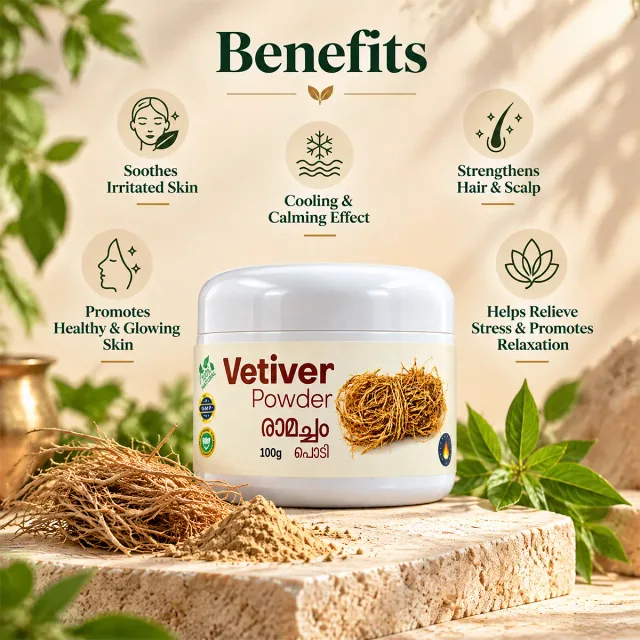 Benefits
Soothes
Irritated Skin
Cooling &
Calming Effect
Strengthens
Hair & Scalp
Promotes
Healthy & Glowing
Skin
Helps Relieve
Stress & Promotes
Relaxation
Vetiver
Powder
രാമച്ചം
100g പൊടി
GMP